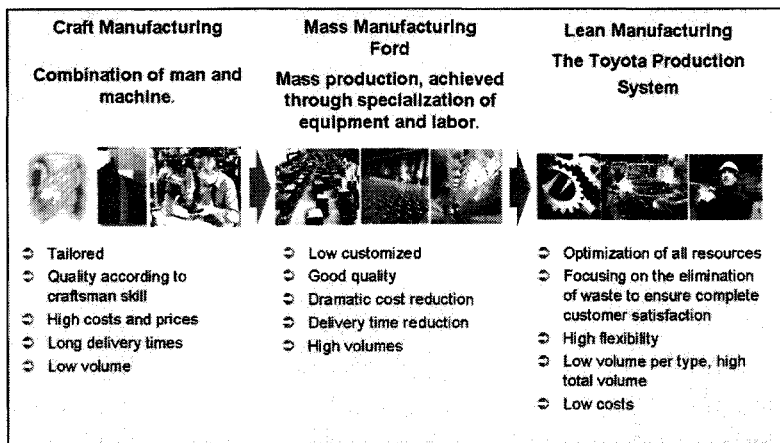 Craft Manufacturing
Combination of man and
machine.
Tailored
Quality according to
craftsman skill
High costs and prices
Long delivery times
Low volume
Mass Manufacturing
Ford
Mass production, achieved
through specialization of
equipment and labor.
Low customized
Good quality
Dramatic cost reduction
Delivery time reduction
High volumes
Lean Manufacturing
The Toyota Production
System
Optimization of all resources
Focusing on the elimination
of waste to ensure complete
customer satisfaction
High flexibility
Low volume per type, high
total volume
Low costs